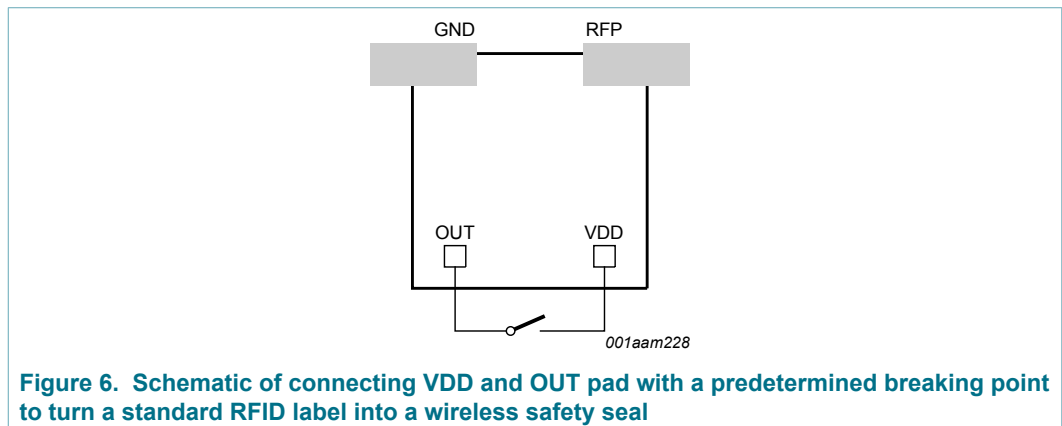 GND RFP
OUT VDD
001aam228
Figure 6. Schematic of connecting VDD and OUT pad with a predetermined breaking point
to turn a standard RFID label into a wireless safety seal